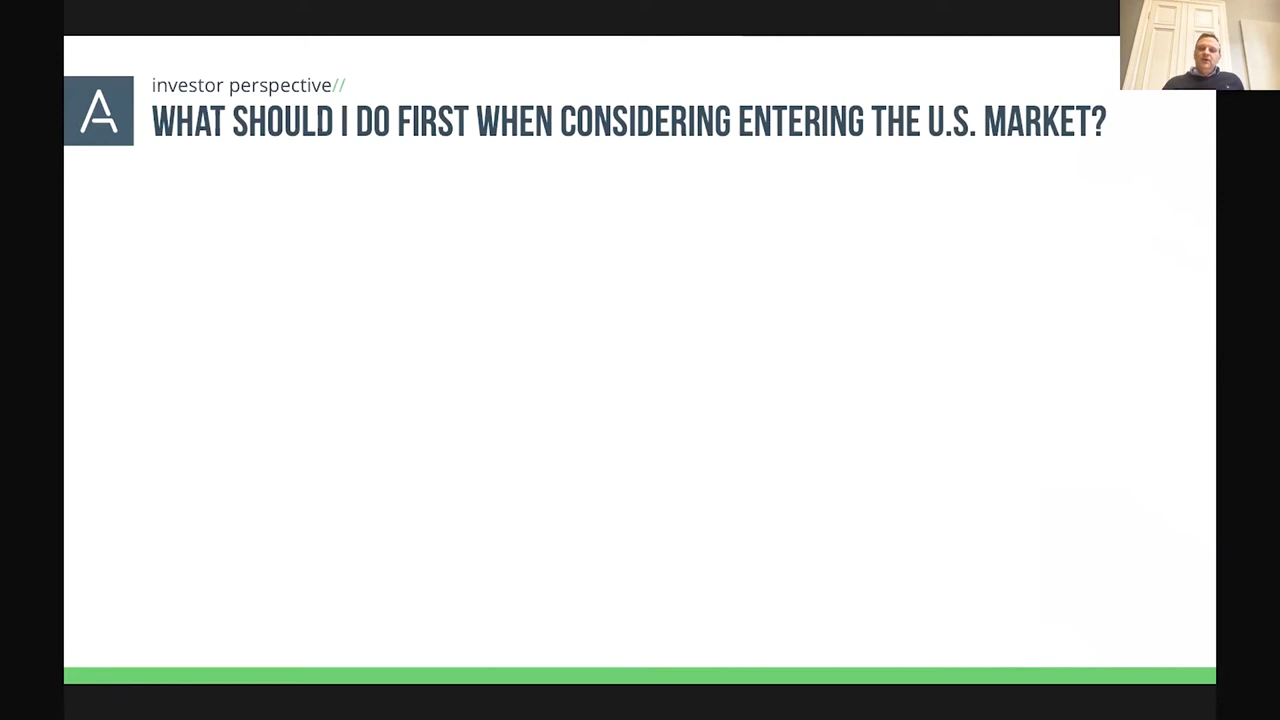 investor perspective//
WHAT SHOULD I DO FIRST WHEN CONSIDERING ENTERING THE U.S. MARKET?